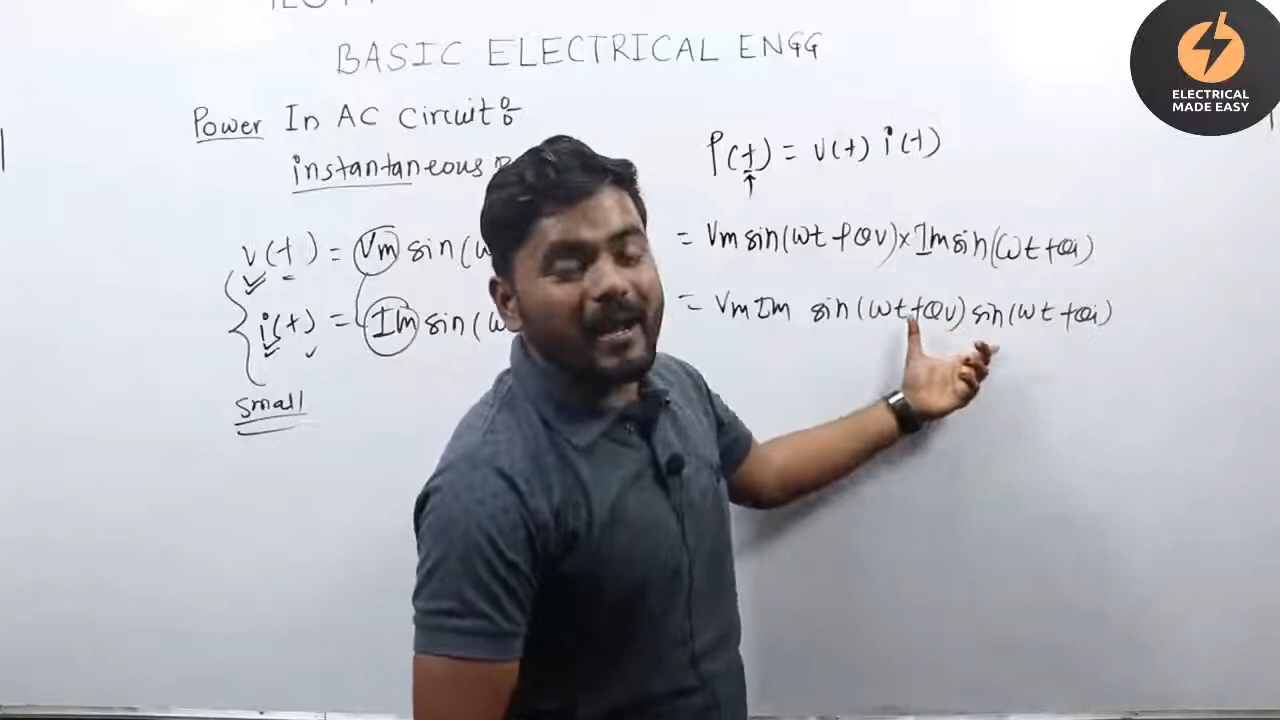 BASIC ELECTRICAL ENGG
ELECTRICAL
MADE EASY
Power In AC Circuit
instantaneous
P(t) = v(t) i(t)
v(t) = Vm sin(w
= Vm sin(ωt + θv) × Im sin(ωt + θi)
i(t) = Im sin(w
= Vm Im sin(ωt + θv) sin(ωt + θi)
small